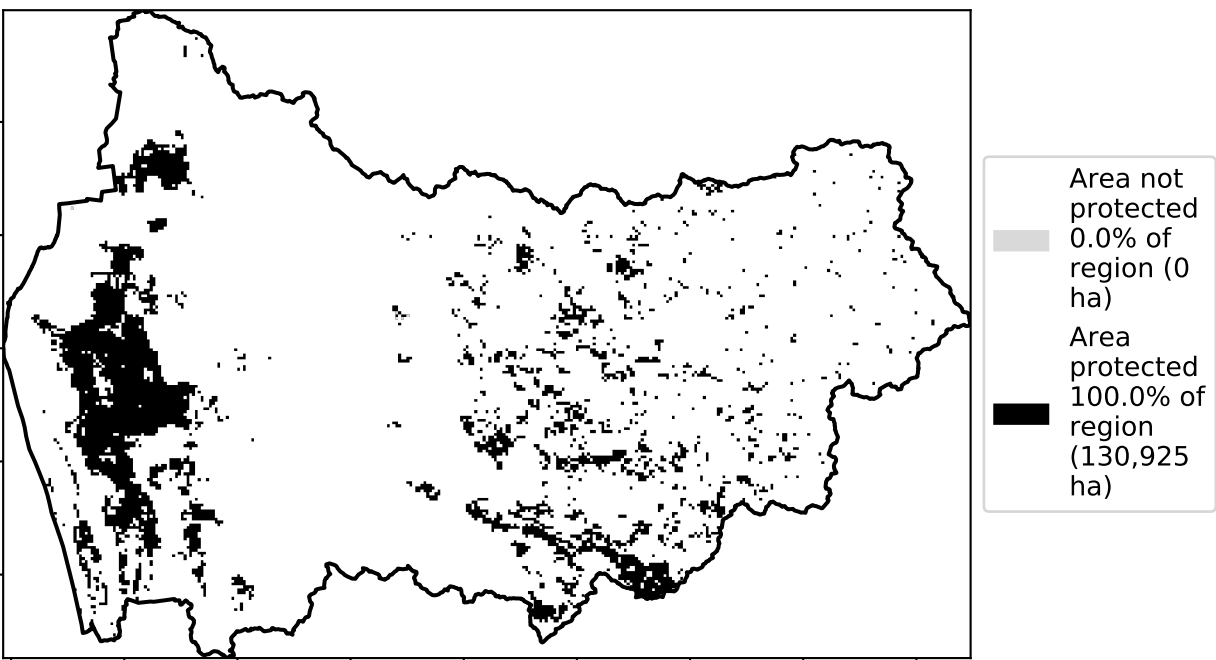 Area not
protected
0.0% of
region (0
ha)
Area
protected
100.0% of
region
(130,925
ha)